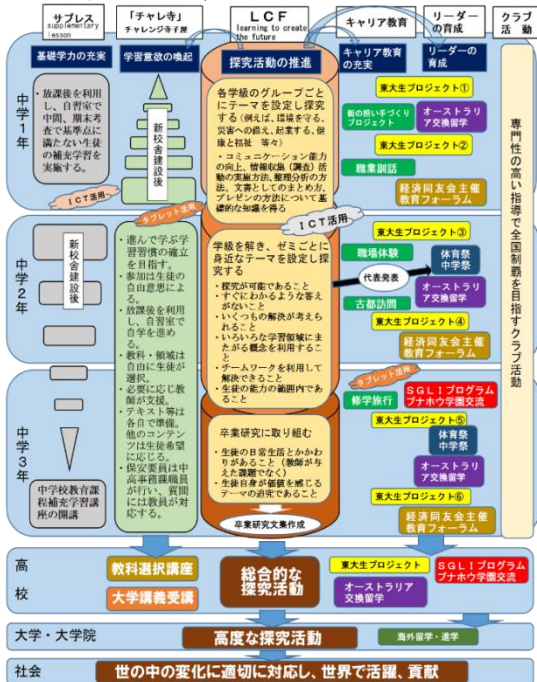 サプレス
supplementary
lesson
「チャレ寺」
チャレンジ寺子屋
LCF
learning to create
the future
キャリア教育
リーダー
の育成
クラブ
活動
基礎学力の充実
学習意欲の喚起
探究活動の推進
キャリア教育
の充実
リーダーの
育成
中学1年
・放課後を利用
し、自習室で
中間、期末考
査で基準点に
満たない生徒
の補充学習を
実施する。
新校舎建設後
各学級のグループごと
にテーマを設定し探究
する(例えば、環境を守る、
災害への備え、起業する、健
康と福祉 等々)
・コミュニケーション能力
の向上、情報収集(調査)活
動の実施方法、整理分析の方
法、文書としてのまとめ方、
プレゼンの方法について基
礎的な知識を得る
東大生プロジェクト①
街の担い手づくり
プロジェクト
オーストラリ
ア交換留学
東大生プロジェクト②
職業訓話
経済同友会主催
教育フォーラム
専門性の高い指導で全国制覇を目指すクラブ活動
ICT活用
タブレット活用
ICT活用
中学2年
新校舎建設後
・進んで学ぶ学
習習慣の確立
を目指す。
・参加は生徒の
自由意思によ
る。
・放課後を利用
し、自習室で
自学を進め
る。
・教科・領域は
自由に生徒が
選択。
・必要に応じ教
師が支援。
・テキスト等は
各自で準備。
他のコンテン
ツは生徒希望
に応じる。
・保安要員は中
高事務課職員
が行い、質問
には教員が対
応する。
学級を解き、ゼミごとに
身近なテーマを設定し探
究する
・探究が可能であること
・すぐにわかるような答え
がないこと
・いくつもの解決が考えら
れること
・いろいろな学習領域にま
たがる概念を利用するこ
と
・チームワークを利用して
解決できること
・生徒の能力の範囲内であ
ること
東大生プロジェクト③
職場体験
体育祭
中学祭
代表発表
オーストラリ
ア交換留学
古都訪問
東大生プロジェクト④
経済同友会主催
教育フォーラム
タブレット活用
中学3年
中学校教育課
程補充学習講
座の開講
卒業研究に取り組む
・生徒の日常生活とかかわ
りがあること(教師が与
えた課題でなく)
・生徒自身が価値を感じる
テーマの追究であること
卒業研究文集作成
修学旅行
SGLIプログラム
プナホウ学園交流
東大生プロジェクト⑤
体育祭
中学祭
オーストラリ
ア交換留学
東大生プロジェクト⑥
経済同友会主催
教育フォーラム
高校
教科選択講座
大学講義受講
総合的な
探究活動
東大生プロジェクト
オーストラリア
交換留学
SGLIプログラム
プナホウ学園交流
大学・大学院
高度な探究活動
海外留学・進学
社会
世の中の変化に適切に対応し、世界で活躍、貢献